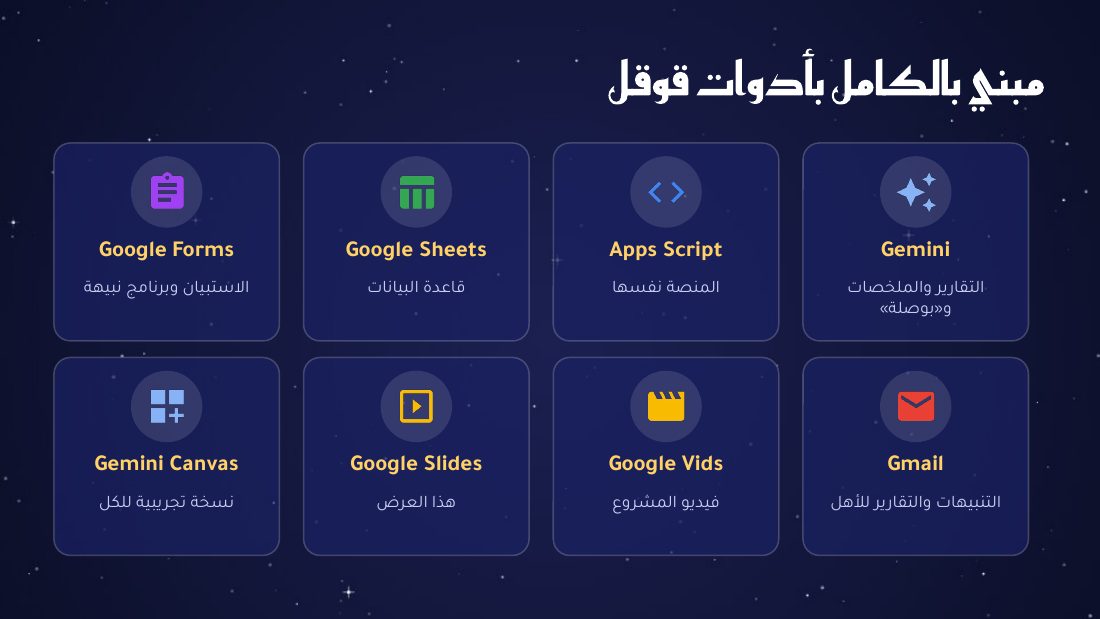 مبني بالكامل بأدوات قوقل
Gemini
التقارير والملخصات
و«بوصلة»
Apps Script
المنصة نفسها
Google Sheets
قاعدة البيانات
Google Forms
الاستبيان وبرنامج نبيهة
Gmail
التنبيهات والتقارير للأهل
Google Vids
فيديو المشروع
Google Slides
هذا العرض
Gemini Canvas
نسخة تجريبية للكل